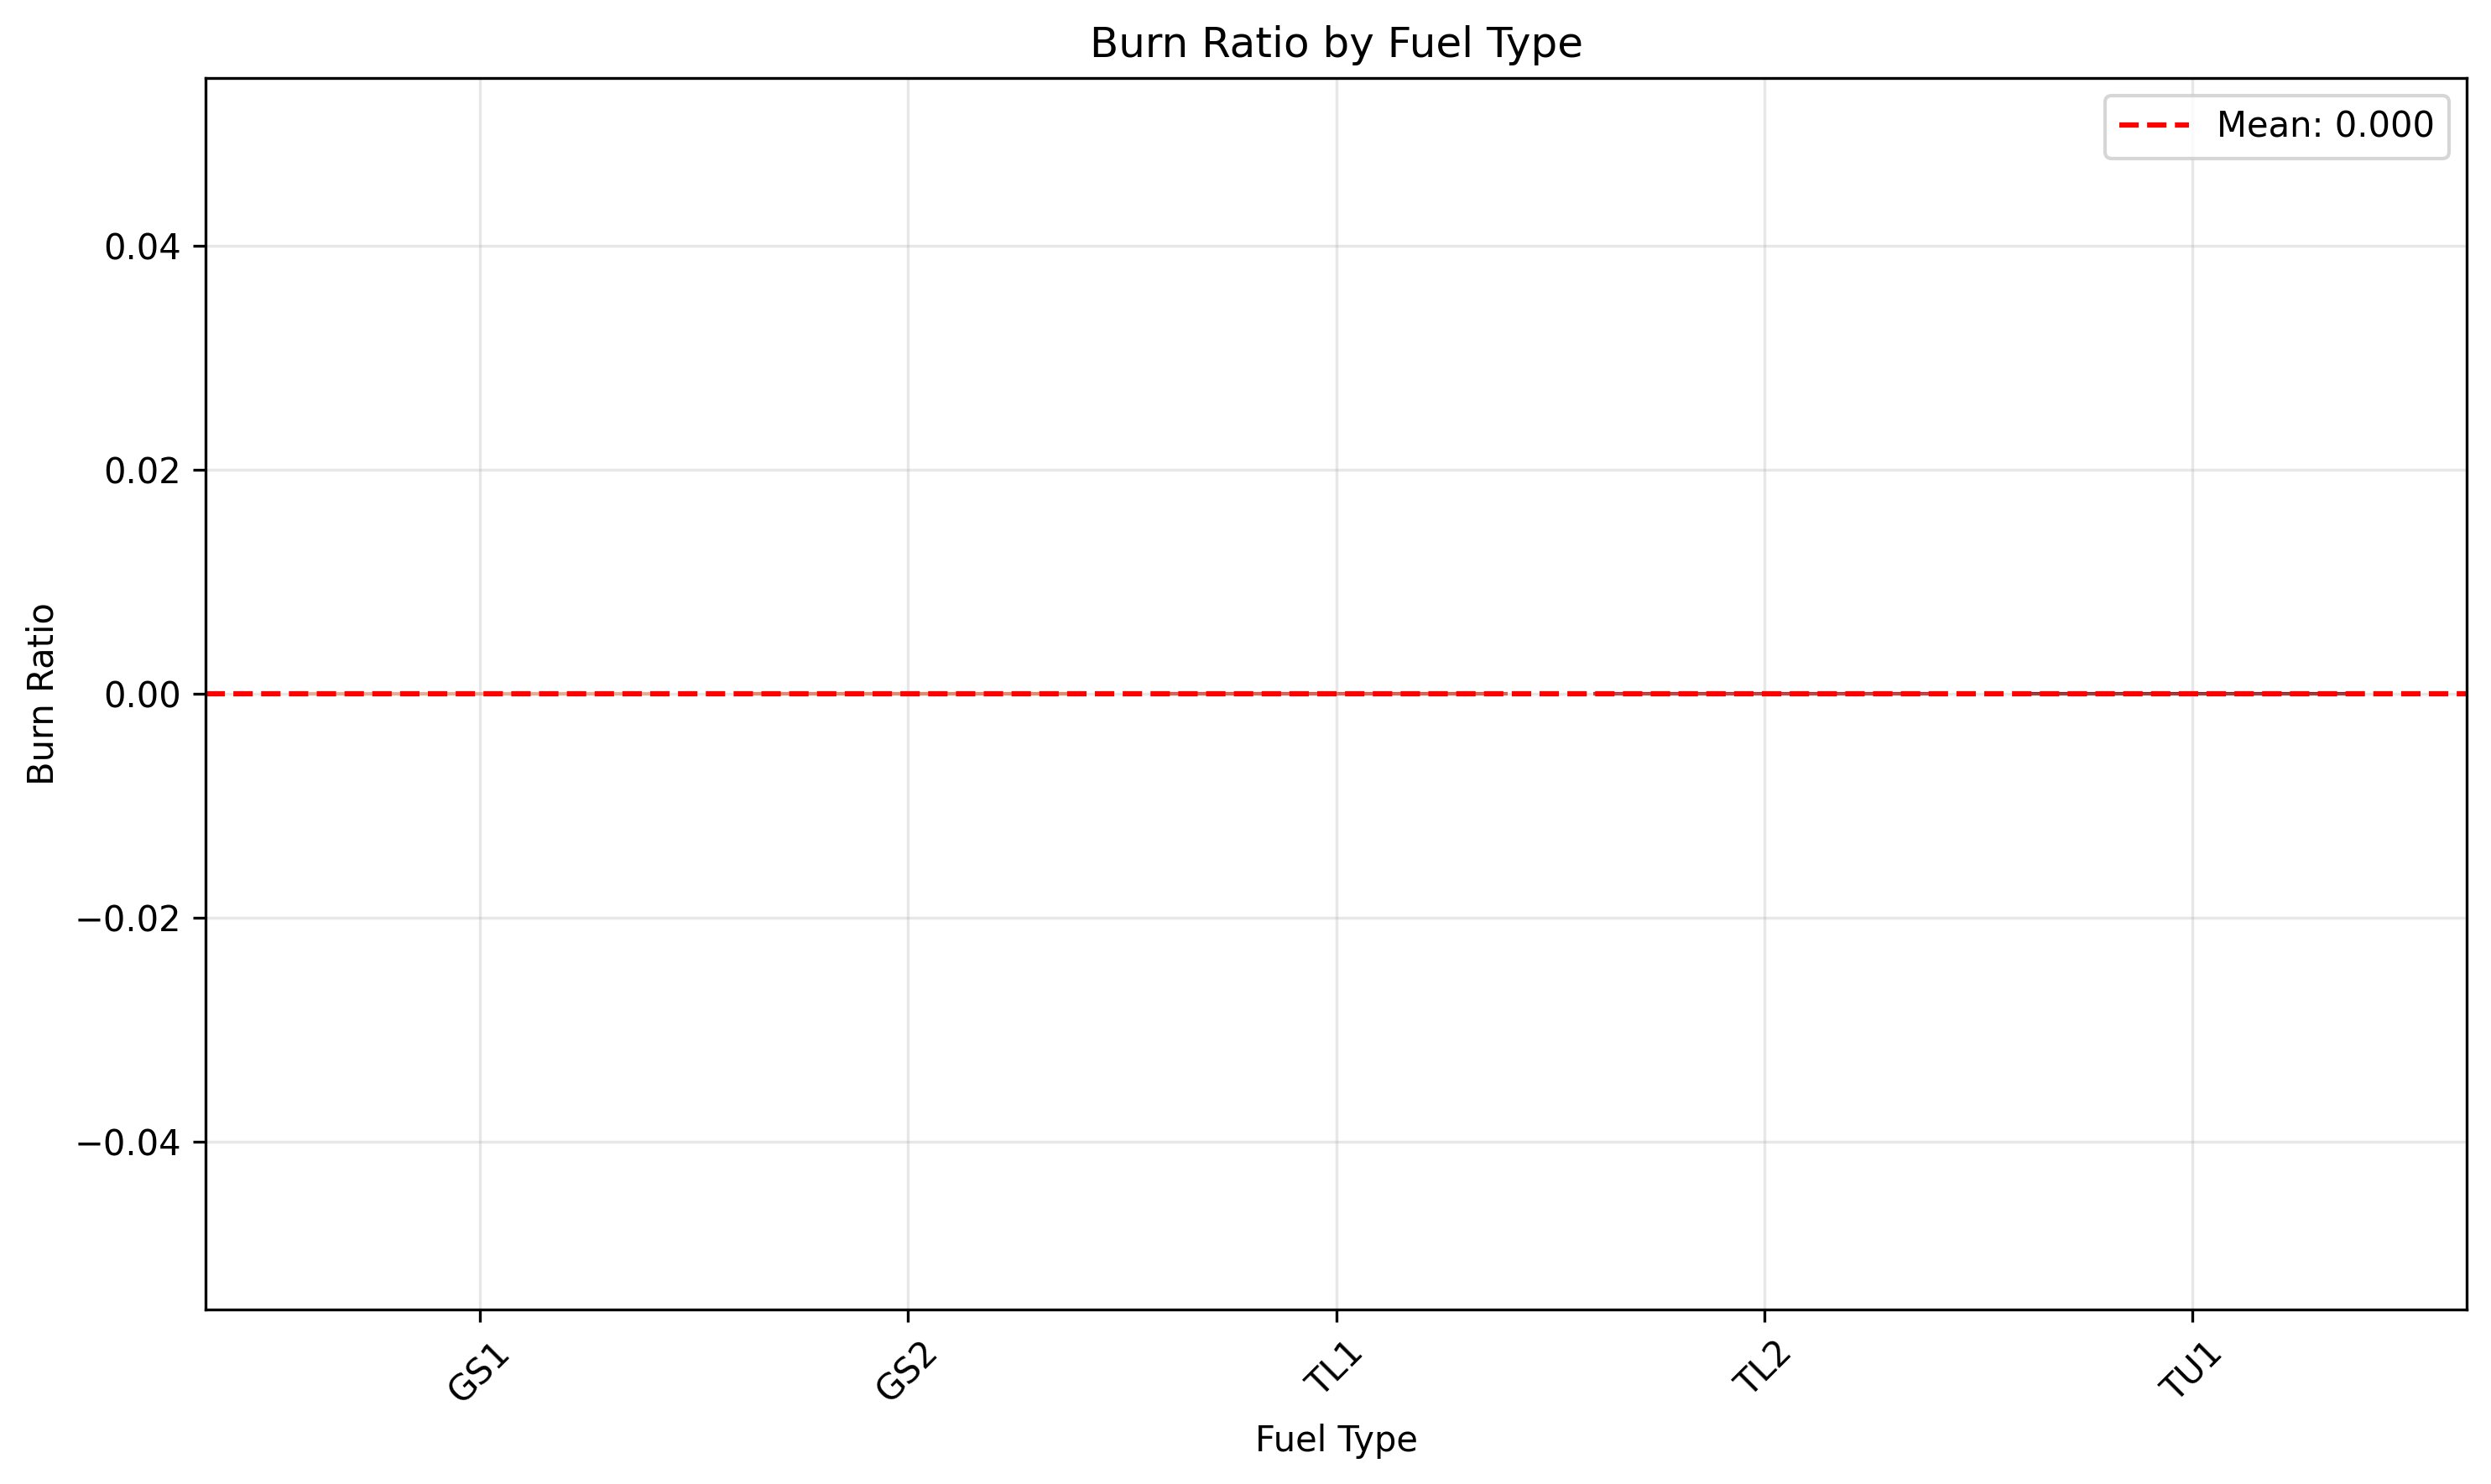 Burn Ratio by Fuel Type
Mean: 0.000
0.04
0.02
0.00
−0.02
−0.04
Burn Ratio
GS1
GS2
TL1
TL2
TU1
Fuel Type